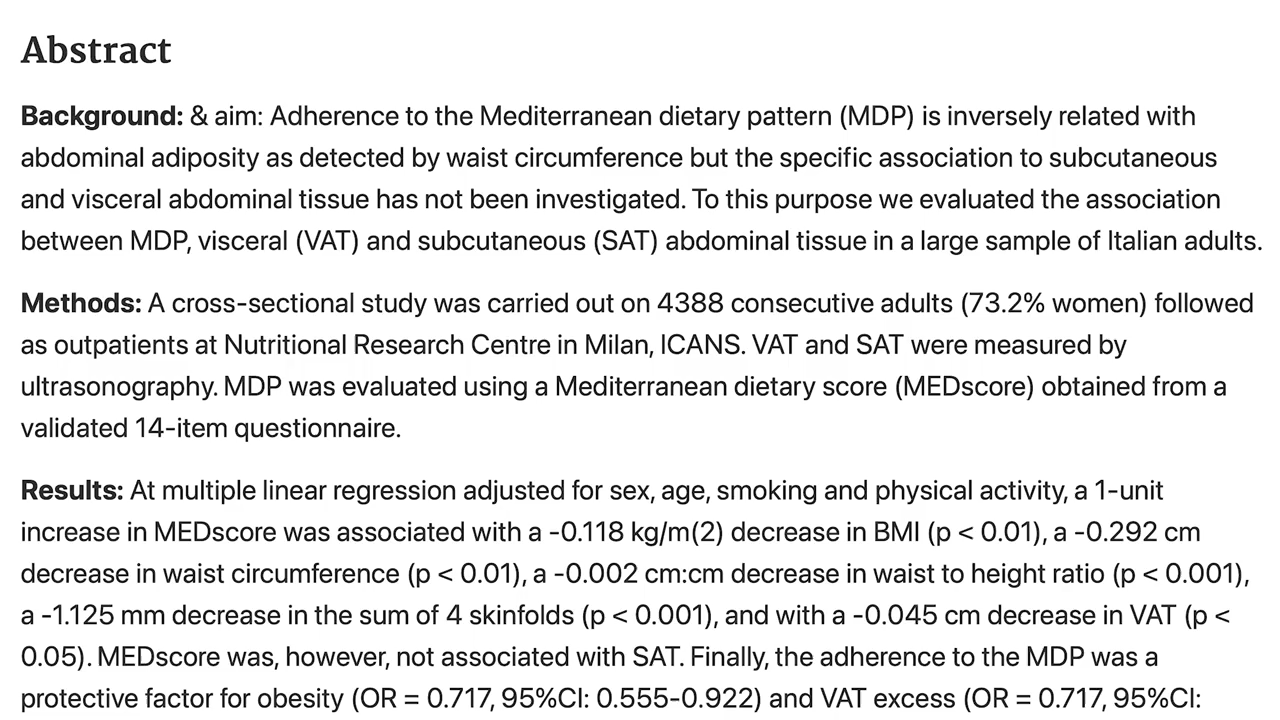 Abstract
Background: & aim: Adherence to the Mediterranean dietary pattern (MDP) is inversely related with
abdominal adiposity as detected by waist circumference but the specific association to subcutaneous
and visceral abdominal tissue has not been investigated. To this purpose we evaluated the association
between MDP, visceral (VAT) and subcutaneous (SAT) abdominal tissue in a large sample of Italian adults.
Methods: A cross-sectional study was carried out on 4388 consecutive adults (73.2% women) followed
as outpatients at Nutritional Research Centre in Milan, ICANS. VAT and SAT were measured by
ultrasonography. MDP was evaluated using a Mediterranean dietary score (MEDscore) obtained from a
validated 14-item questionnaire.
Results: At multiple linear regression adjusted for sex, age, smoking and physical activity, a 1-unit
increase in MEDscore was associated with a -0.118 kg/m(2) decrease in BMI (p < 0.01), a -0.292 cm
decrease in waist circumference (p < 0.01), a -0.002 cm:cm decrease in waist to height ratio (p < 0.001),
a -1.125 mm decrease in the sum of 4 skinfolds (p < 0.001), and with a -0.045 cm decrease in VAT (p <
0.05). MEDscore was, however, not associated with SAT. Finally, the adherence to the MDP was a
protective factor for obesity (OR = 0.717, 95%CI: 0.555-0.922) and VAT excess (OR = 0.717, 95%CI: